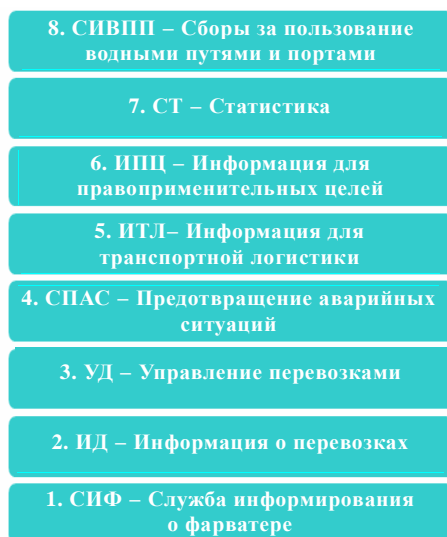 8. СИВПП – Сборы за пользование
водными путями и портами
7. СТ – Статистика
6. ИПЦ – Информация для
правоприменительных целей
5. ИТЛ– Информация для
транспортной логистики
4. СПАС – Предотвращение аварийных
ситуаций
3. УД – Управление перевозками
2. ИД – Информация о перевозках
1. СИФ – Служба информирования
о фарватере